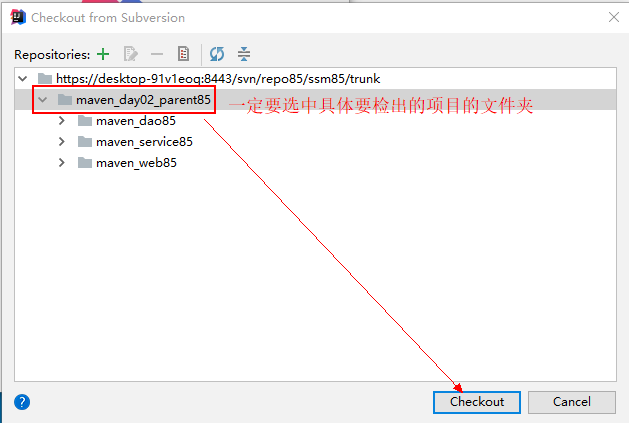 Checkout from Subversion
Repositories:
https://desktop-91v1eoq:8443/svn/repo85/ssm85/trunk
maven_day02_parent85 一定要选中具体要检出的项目的文件夹
maven_dao85
maven_service85
maven_web85
? Checkout Cancel